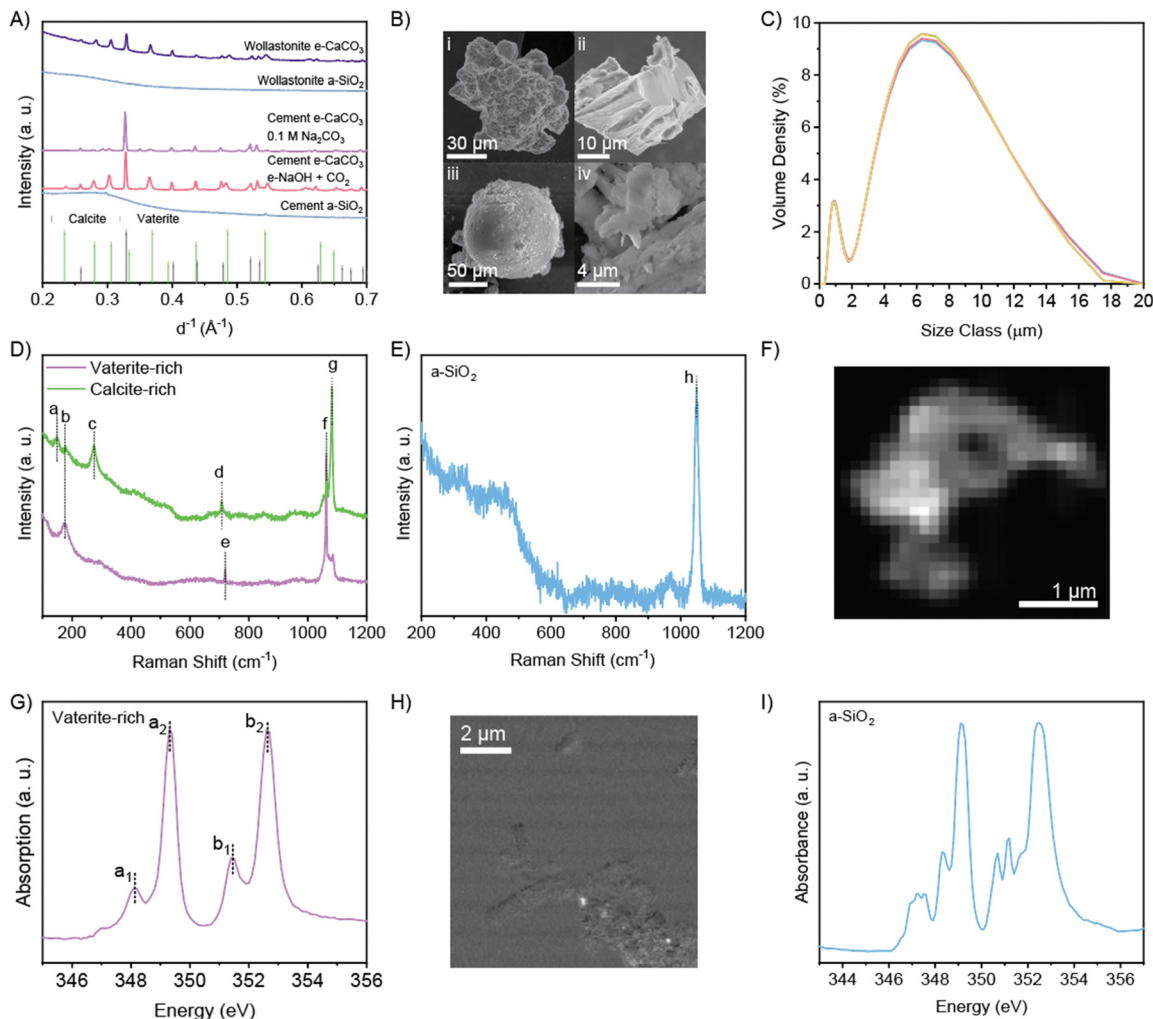 A)
Wollastonite e-CaCO₃
Wollastonite a-SiO₂
Cement e-CaCO₃
0.1 M Na₂CO₃
Cement e-CaCO₃
e-NaOH + CO₂
Cement a-SiO₂
Calcite Vaterite
Intensity (a. u.)
0.2 0.3 0.4 0.5 0.6 0.7
d⁻¹ (Å⁻¹)
B)
i
30 µm
ii
10 µm
iii
50 µm
iv
4 µm
C)
Volume Density (%)
10
8
6
4
2
0
0 2 4 6 8 10 12 14 16 18 20
Size Class (µm)
D)
Vaterite-rich
Calcite-rich
a
b
c
d
e
f
g
Intensity (a. u.)
200 400 600 800 1000 1200
Raman Shift (cm⁻¹)
E)
a-SiO₂
h
Intensity (a. u.)
200 400 600 800 1000 1200
Raman Shift (cm⁻¹)
F)
1 µm
G)
Vaterite-rich
a₁
a₂
b₁
b₂
Absorption (a. u.)
346 348 350 352 354 356
Energy (eV)
H)
2 µm
I)
a-SiO₂
Absorbance (a. u.)
344 346 348 350 352 354 356
Energy (eV)